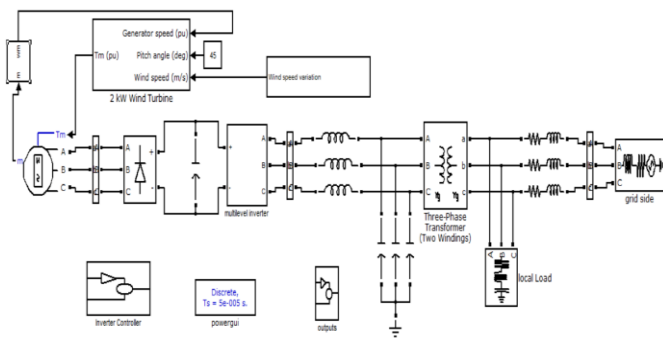 Generator speed (pu)
Tm (pu)
Pitch angle (deg)
45
Wind speed (m/s)
Wind speed variation
2 kW Wind Turbine
Tm
m
A
B
C
A
B
C
+
-
+
-
multilevel inverter
A
B
C
A
B
C
a
b
c
Three-Phase
Transformer
(Two Windings)
A
B
C
grid side
A
B
C
local Load
Inverter Controller
Discrete,
Ts = 5e-005 s.
powergui
outputs